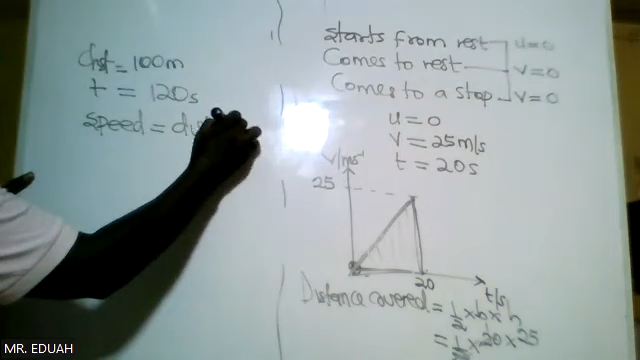 dist = 100m
t = 120s
Speed =
starts from rest u=0
Comes to rest v=0
Comes to a stop v=0
u=0
v=25m/s
t=20s
V/ms⁻¹
25
20
t/s
Distance covered = ½×b×h
= ½×20×25
MR. EDUAH